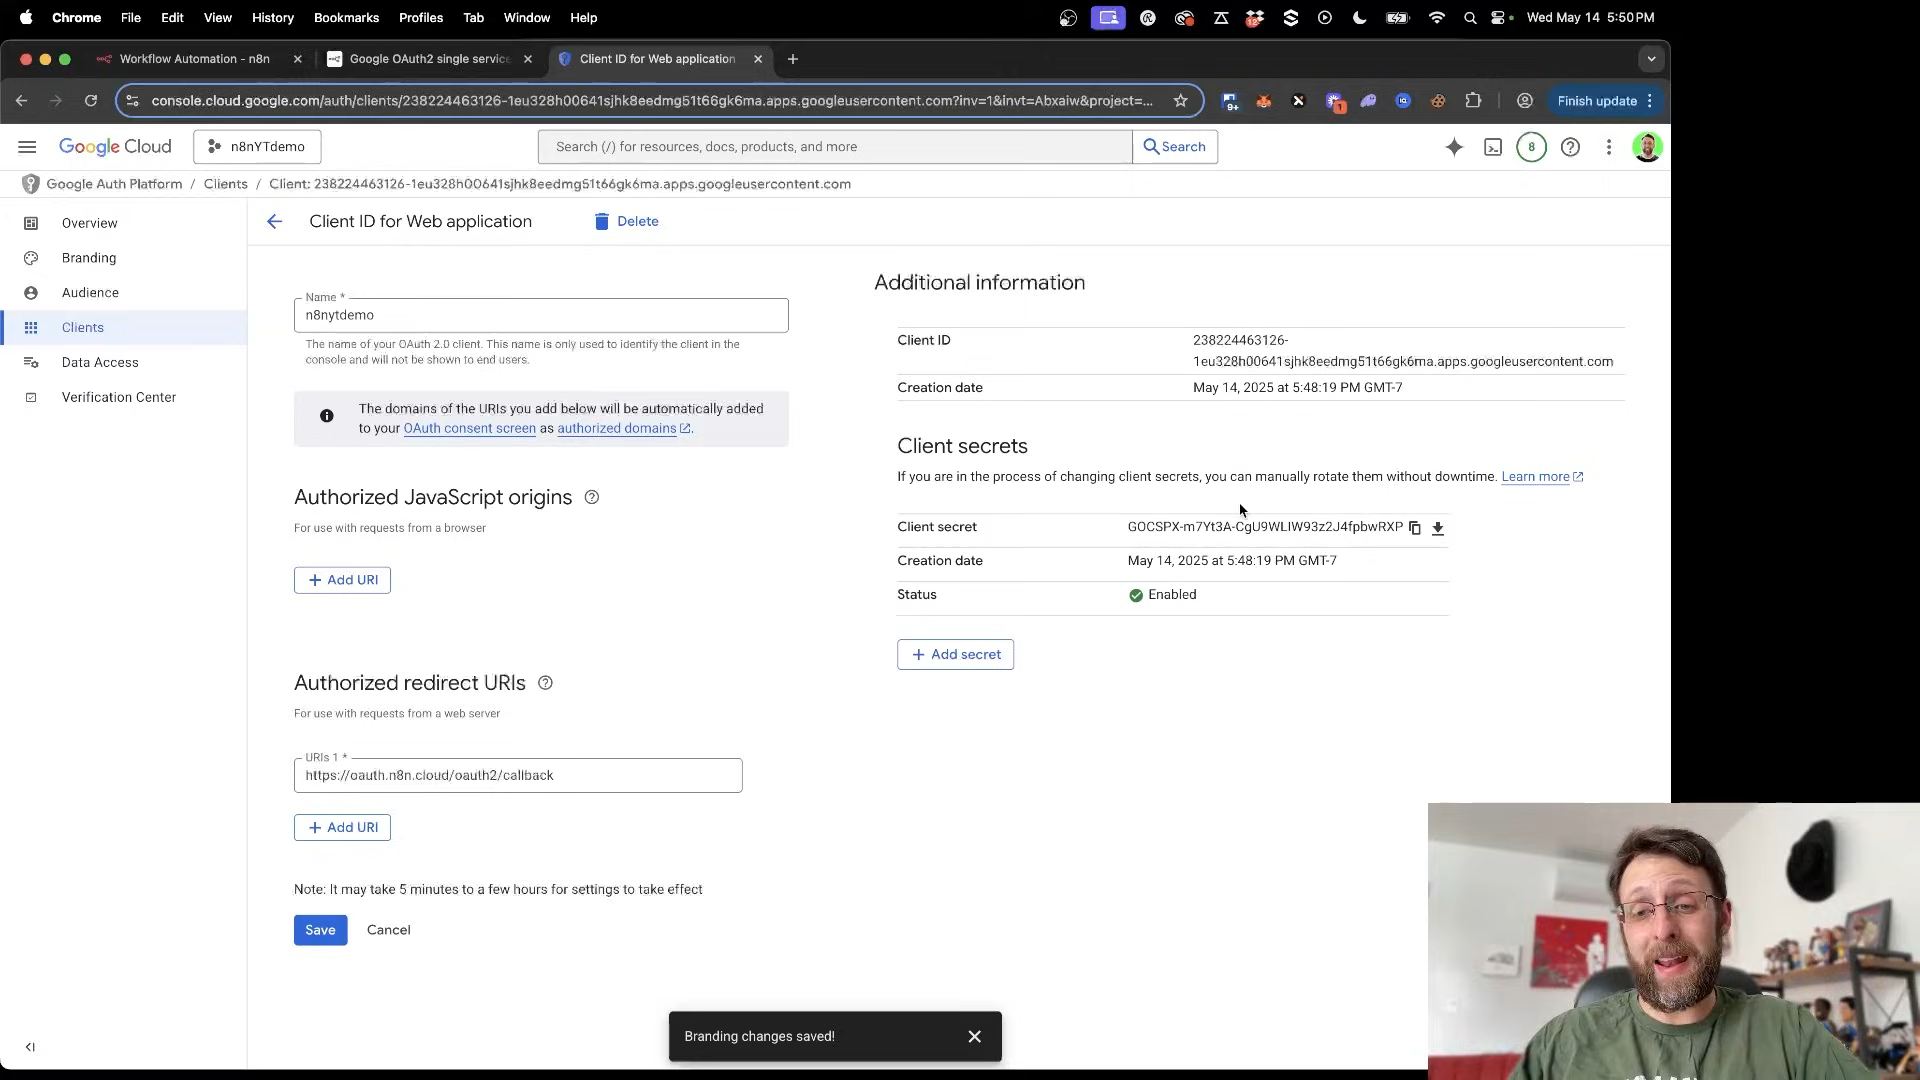 Chrome File Edit View History Bookmarks Profiles Tab Window Help
Wed May 14 5:50 PM
Workflow Automation - n8n
Google OAuth2 single service
Client ID for Web application
console.cloud.google.com/auth/clients/238224463126-1eu328h00641sjhk8eedmg51t66gk6ma.apps.googleusercontent.com?inv=1&invt=Abxaiw&project=...
Finish update
Google Cloud
n8nYTdemo
Search (/) for resources, docs, products, and more
Search
8
Google Auth Platform / Clients / Client: 238224463126-1eu328h00641sjhk8eedmg51t66gk6ma.apps.googleusercontent.com
Overview
Branding
Audience
Clients
Data Access
Verification Center
Client ID for Web application
Delete
Name *
n8nytdemo
The name of your OAuth 2.0 client. This name is only used to identify the client in the
console and will not be shown to end users.
The domains of the URIs you add below will be automatically added
to your OAuth consent screen as authorized domains.
Authorized JavaScript origins
For use with requests from a browser
+ Add URI
Authorized redirect URIs
For use with requests from a web server
URIs 1 *
https://oauth.n8n.cloud/oauth2/callback
+ Add URI
Note: It may take 5 minutes to a few hours for settings to take effect
Save
Cancel
Additional information
Client ID
238224463126-
1eu328h00641sjhk8eedmg51t66gk6ma.apps.googleusercontent.com
Creation date
May 14, 2025 at 5:48:19 PM GMT-7
Client secrets
If you are in the process of changing client secrets, you can manually rotate them without downtime. Learn more
Client secret
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
Creation date
May 14, 2025 at 5:48:19 PM GMT-7
Status
Enabled
+ Add secret
Branding changes saved!